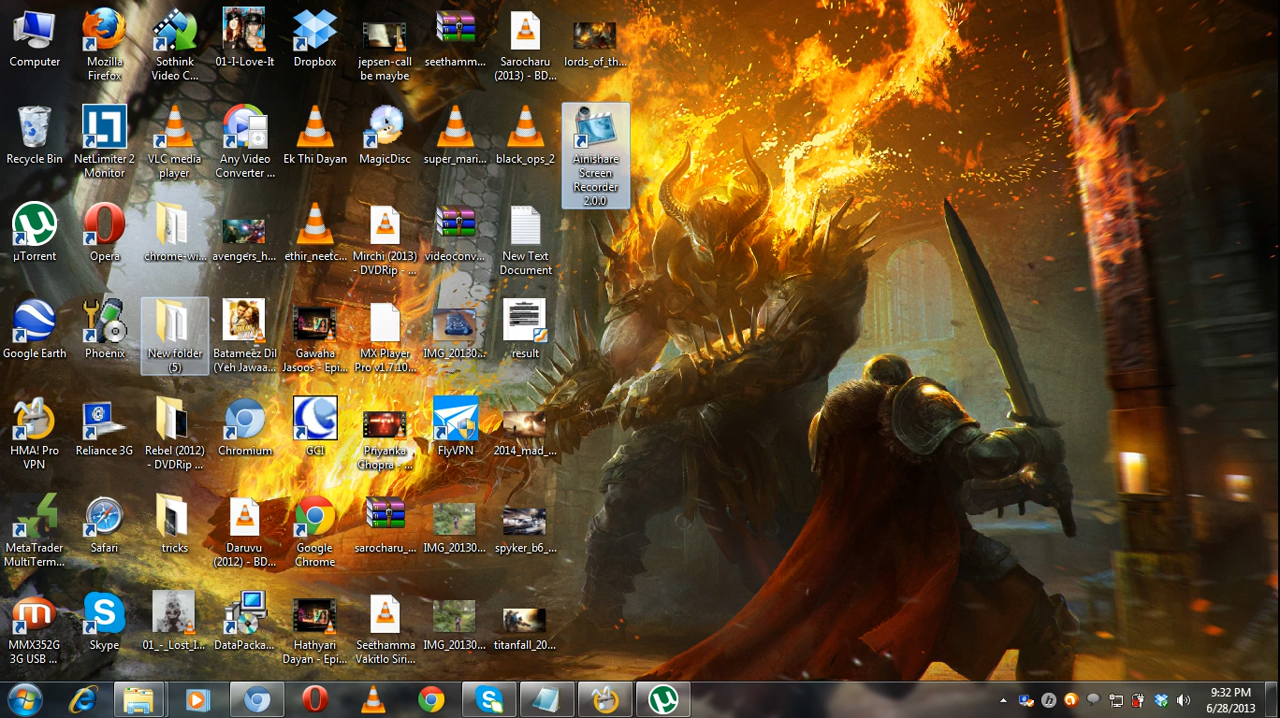 Computer
Mozilla
Firefox
Sothink
Video C...
01-I-Love-It
Dropbox
jepsen-call
be maybe
seethamm...
Sarocharu
(2013) - BD...
lords_of_th...
Recycle Bin
NetLimiter 2
Monitor
VLC media
player
Any Video
Converter ...
Ek Thi Dayan
MagicDisc
super_mari...
black_ops_2
Ainishare
Screen
Recorder
2.0.0
µTorrent
Opera
chrome-wi...
avengers_h...
ethir_neetc...
Mirchi (2013)
- DVDRip - ...
videoconv...
New Text
Document
Google Earth
Phoenix
New folder
(5)
Batameez Dil
(Yeh Jawaa...
Gawaha
Jasoos - Epi...
MX Player
Pro v1.7.10...
IMG_20130...
result
HMA! Pro
VPN
Reliance 3G
Rebel (2012)
- DVDRip ...
Chromium
GCI
Priyanka
Chopra - ...
FlyVPN
2014_mad_...
MetaTrader
MultiTerm...
Safari
tricks
Daruvu
(2012) - BD...
Google
Chrome
sarocharu_...
IMG_20130...
spyker_b6_...
MMX352G
3G USB ...
Skype
01_-_Lost_I...
DataPacka...
Hathyari
Dayan - Epi...
Seethamma
Vakitlo Siri...
IMG_20130...
titanfall_20...
9:32 PM
6/28/2013